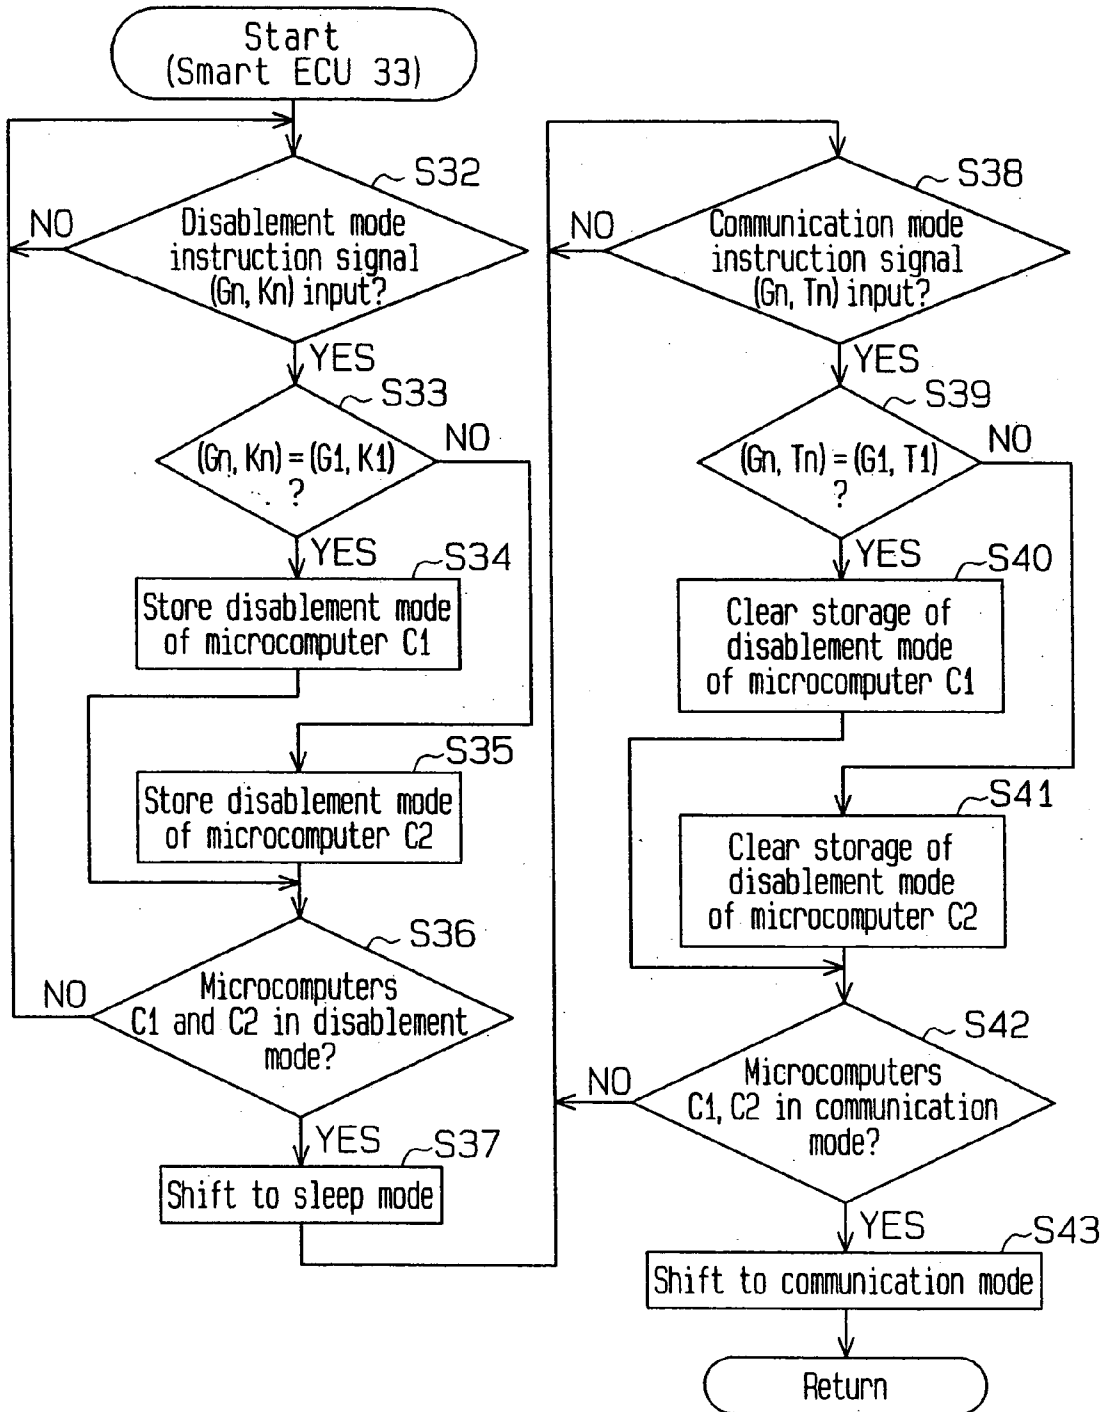 Start
(Smart ECU 33)
S32
NO
Disablement mode
instruction signal
(Gn, Kn) input?
YES
S33
NO
(Gn, Kn) = (G1, K1)
?
YES
S34
Store disablement mode
of microcomputer C1
S35
Store disablement mode
of microcomputer C2
S36
NO
Microcomputers
C1 and C2 in disablement
mode?
YES
S37
Shift to sleep mode
S38
NO
Communication mode
instruction signal
(Gn, Tn) input?
YES
S39
NO
(Gn, Tn) = (G1, T1)
?
YES
S40
Clear storage of
disablement mode
of microcomputer C1
S41
Clear storage of
disablement mode
of microcomputer C2
S42
NO
Microcomputers
C1, C2 in communication
mode?
YES
S43
Shift to communication mode
Return